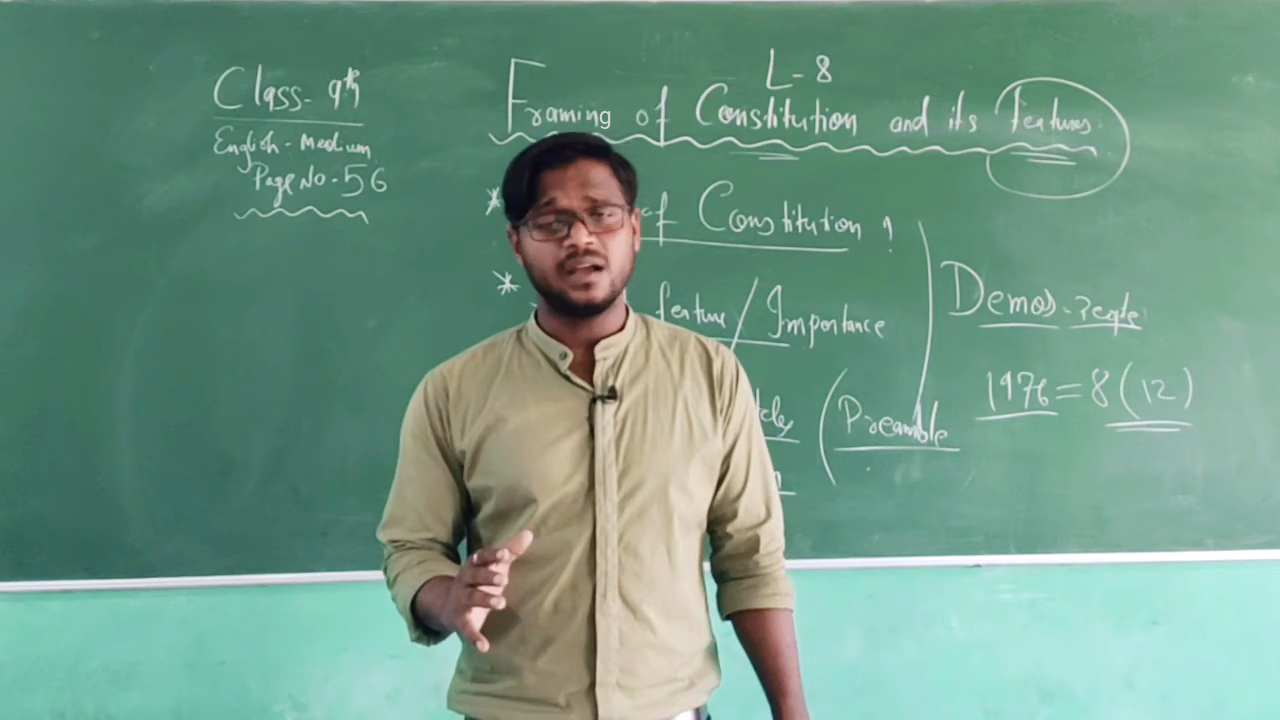 Class- 9th
English - Medium
Page No - 56
L - 8
Framing of Constitution and its features.
* of Constitution ?
* feature / Importance
(Preamble
Demos - People
1976 = 8 (12)